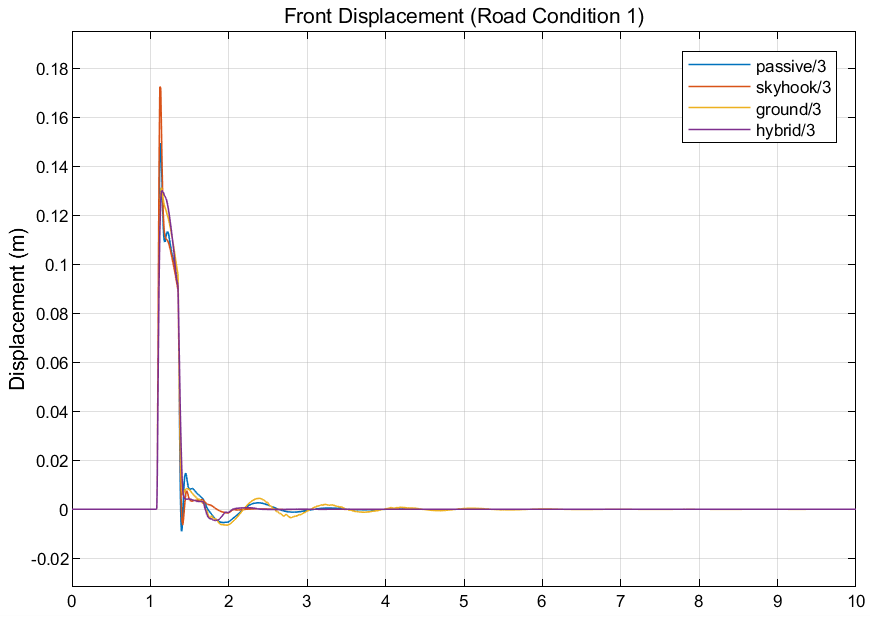 Front Displacement (Road Condition 1)
passive/3
skyhook/3
ground/3
hybrid/3
Displacement (m)
0.18
0.16
0.14
0.12
0.1
0.08
0.06
0.04
0.02
0
-0.02
0 1 2 3 4 5 6 7 8 9 10